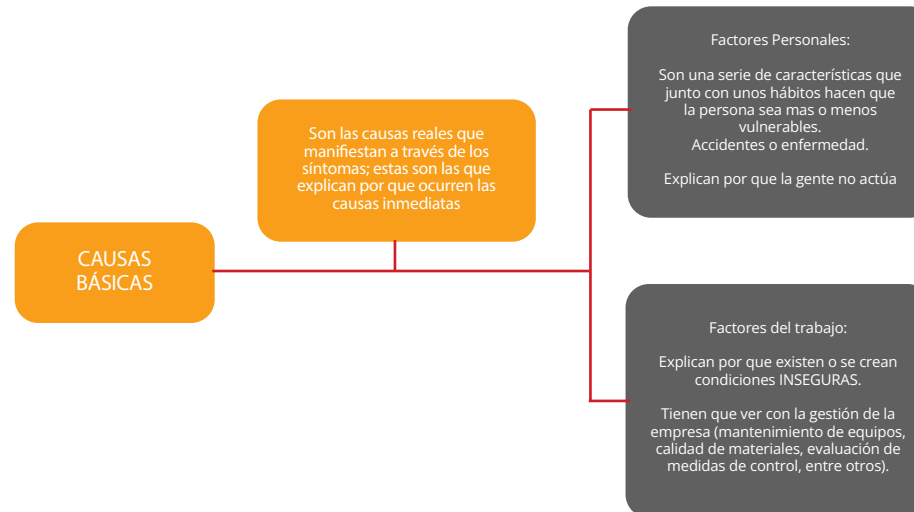 CAUSAS
BÁSICAS
Son las causas reales que
manifiestan a través de los
síntomas; estas son las que
explican por que ocurren las
causas inmediatas
Factores Personales:
Son una serie de características que
junto con unos hábitos hacen que
la persona sea mas o menos
vulnerables.
Accidentes o enfermedad.
Explican por que la gente no actúa
Factores del trabajo:
Explican por que existen o se crean
condiciones INSEGURAS.
Tienen que ver con la gestión de la
empresa (mantenimiento de equipos,
calidad de materiales, evaluación de
medidas de control, entre otros).